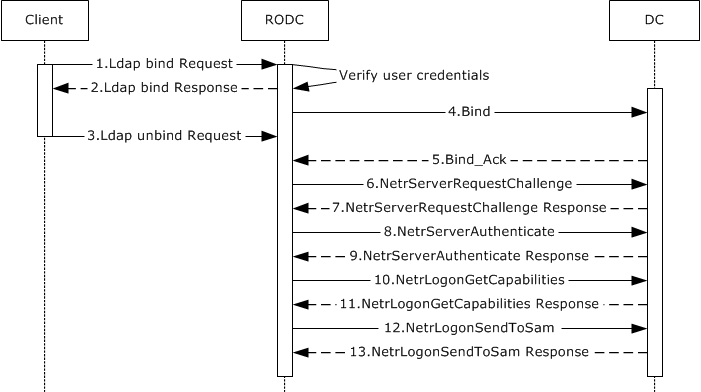 Client
RODC
DC
1.Ldap bind Request
Verify user credentials
2.Ldap bind Response
4.Bind
3.Ldap unbind Request
5.Bind_Ack
6.NetrServerRequestChallenge
7.NetrServerRequestChallenge Response
8.NetrServerAuthenticate
9.NetrServerAuthenticate Response
10.NetrLogonGetCapabilities
11.NetrLogonGetCapabilities Response
12.NetrLogonSendToSam
13.NetrLogonSendToSam Response